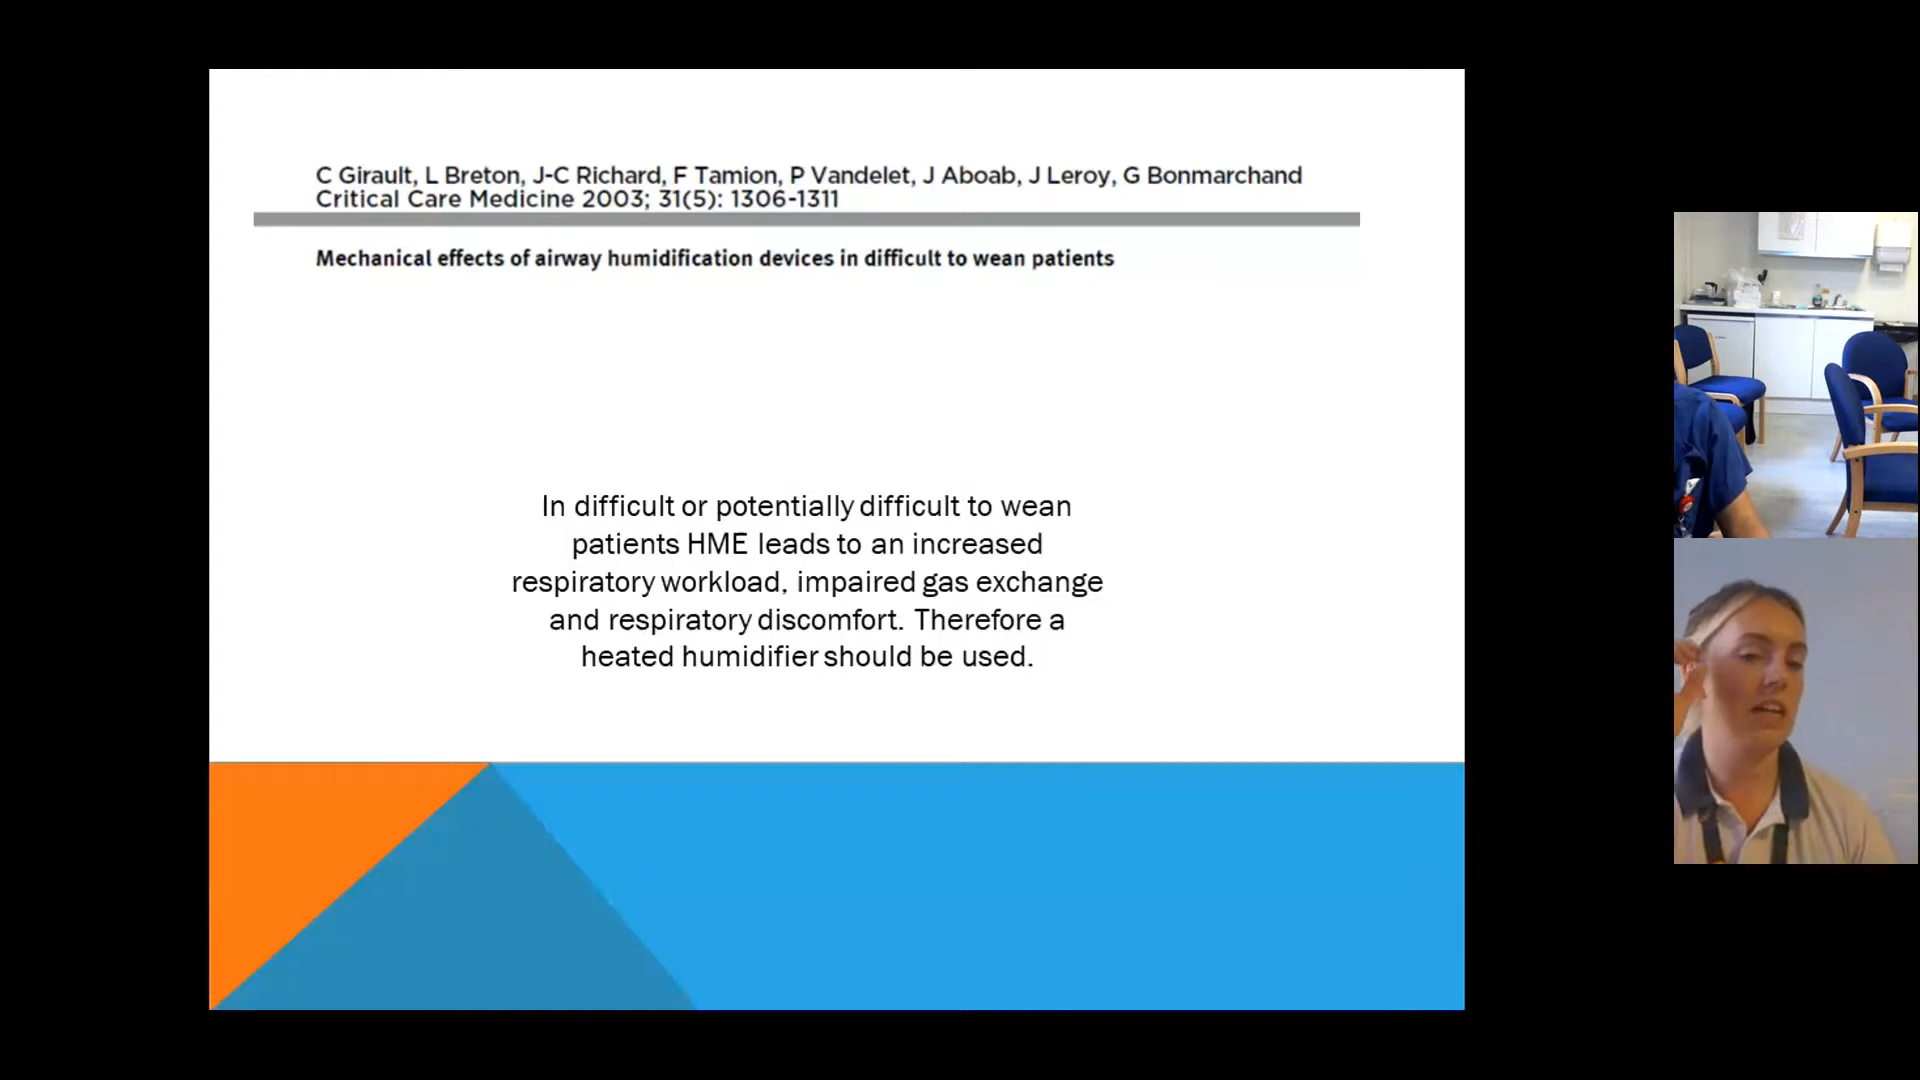 C Girault, L Breton, J-C Richard, F Tamion, P Vandelet, J Aboab, J Leroy, G Bonmarchand
Critical Care Medicine 2003; 31(5): 1306-1311
Mechanical effects of airway humidification devices in difficult to wean patients
In difficult or potentially difficult to wean
patients HME leads to an increased
respiratory workload, impaired gas exchange
and respiratory discomfort. Therefore a
heated humidifier should be used.